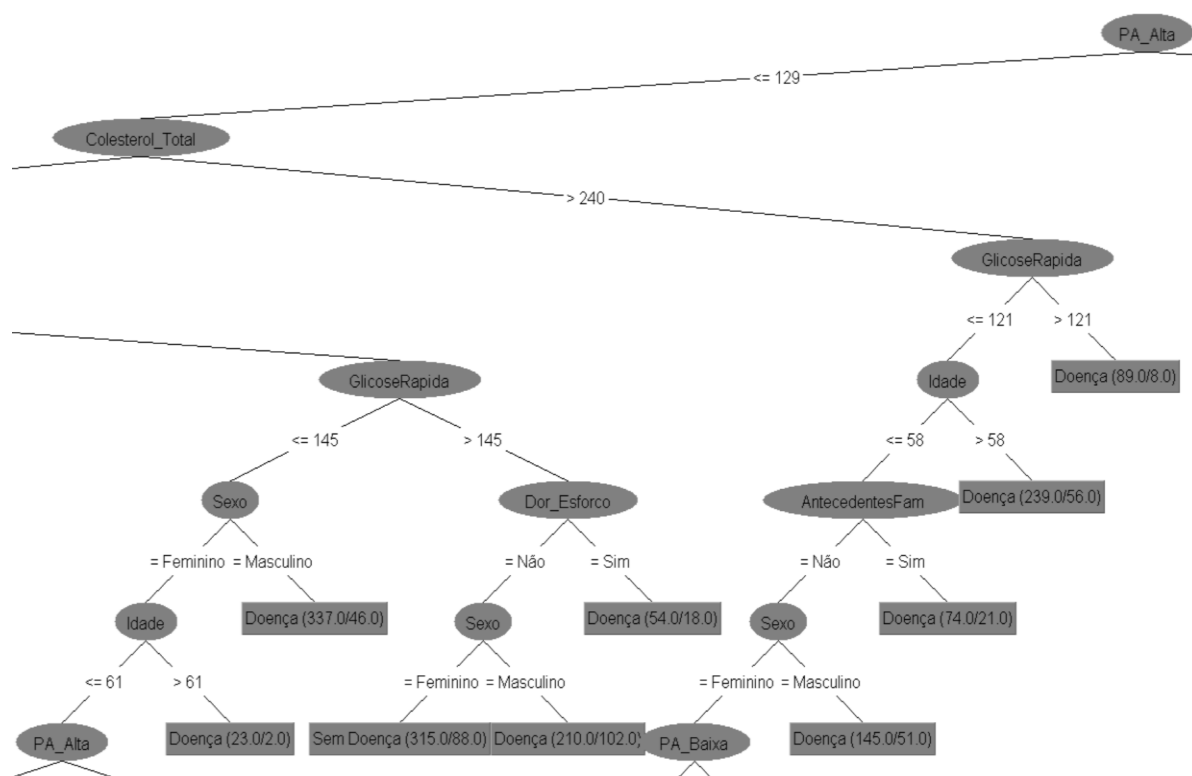 PA_Alta
<= 129
Colesterol_Total
> 240
GlicoseRapida
<= 121 > 121
GlicoseRapida
Idade
Doença (89.0/8.0)
<= 145 > 145
<= 58 > 58
Sexo
Dor_Esforco
AntecedentesFam
Doença (239.0/56.0)
= Feminino = Masculino
= Não = Sim
= Não = Sim
Idade
Doença (337.0/46.0)
Sexo
Doença (54.0/18.0)
Sexo
Doença (74.0/21.0)
<= 61 > 61
= Feminino = Masculino
= Feminino = Masculino
PA_Alta
Doença (23.0/2.0)
Sem Doença (315.0/88.0)
Doença (210.0/102.0)
PA_Baixa
Doença (145.0/51.0)